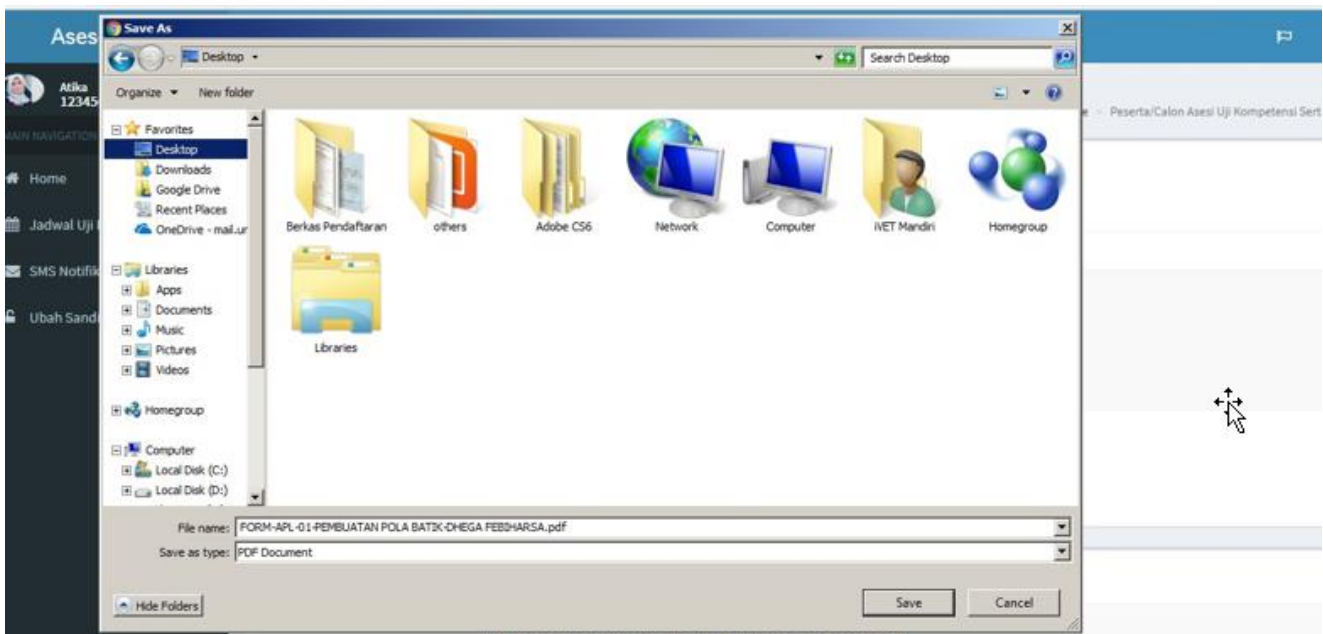 Ases
Save As
Desktop
Search Desktop
Atika
12345
Organize
New folder
Peserta/Calon Asesi Uji Kompetensi Sert
MAIN NAVIGATION
Favorites
Desktop
Downloads
Google Drive
Recent Places
OneDrive - mail.ur
Home
Jadwal Uji
SMS Notifik
Ubah Sandi
Libraries
Apps
Documents
Music
Pictures
Videos
Homegroup
Computer
Local Disk (C:)
Local Disk (D:)
Berkas Pendaftaran
others
Adobe CS6
Network
Computer
IVET Mandiri
Homegroup
Libraries
File name: FORM-APL-01-PEMBUATAN POLA BATIK-DHEGA FEBIHARSA.pdf
Save as type: PDF Document
Hide Folders
Save
Cancel